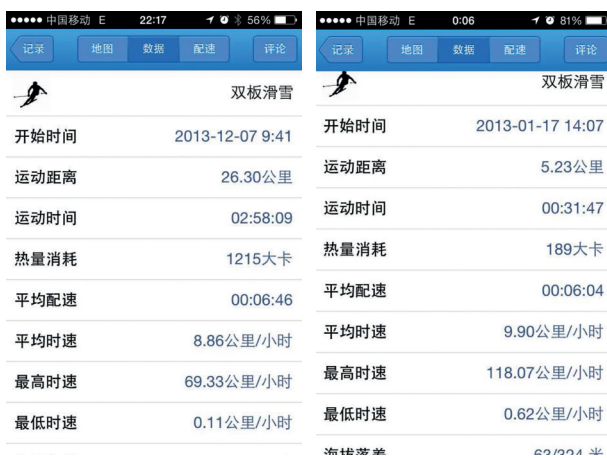 中国移动 E 22:17 56%
记录 地图 数据 配速 评论
双板滑雪
开始时间 2013-12-07 9:41
运动距离 26.30公里
运动时间 02:58:09
热量消耗 1215大卡
平均配速 00:06:46
平均时速 8.86公里/小时
最高时速 69.33公里/小时
最低时速 0.11公里/小时
中国移动 E 0:06 81%
记录 地图 数据 配速 评论
双板滑雪
开始时间 2013-01-17 14:07
运动距离 5.23公里
运动时间 00:31:47
热量消耗 189大卡
平均配速 00:06:04
平均时速 9.90公里/小时
最高时速 118.07公里/小时
最低时速 0.62公里/小时
海拔落差 63/324 米